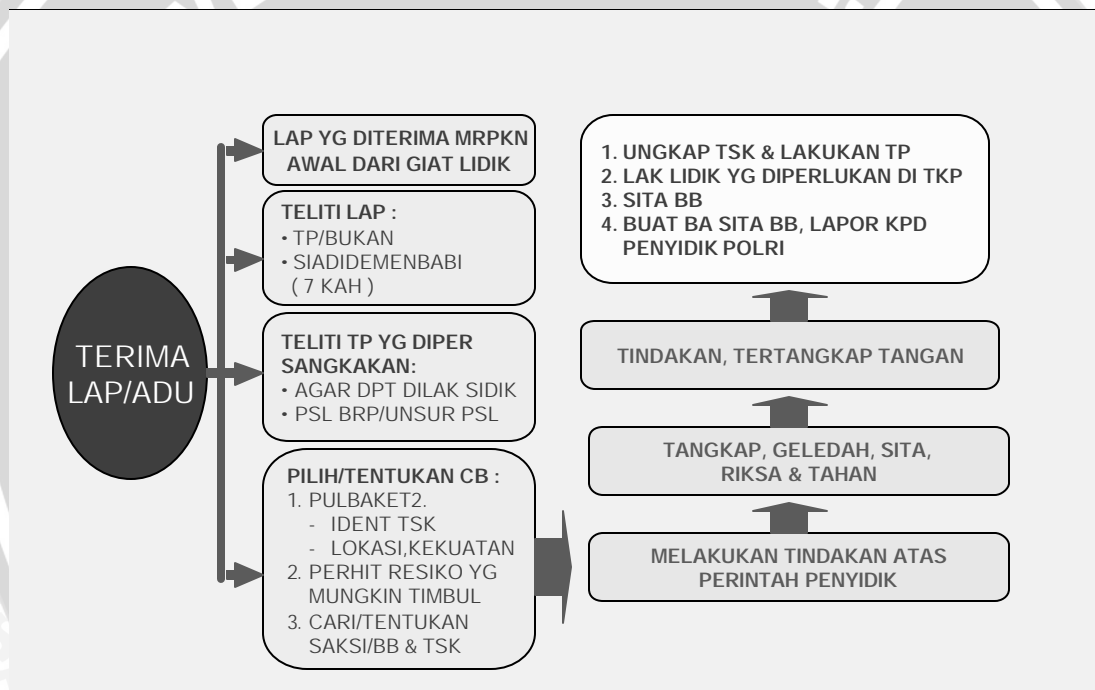 TERIMA
LAP/ADU
LAP YG DITERIMA MRPKN
AWAL DARI GIAT LIDIK
TELITI LAP :
• TP/BUKAN
• SIADIDEMENBABI
( 7 KAH )
TELITI TP YG DIPER
SANGKAKAN:
• AGAR DPT DILAK SIDIK
• PSL BRP/UNSUR PSL
PILIH/TENTUKAN CB :
1. PULBAKET2.
- IDENT TSK
- LOKASI,KEKUATAN
2. PERHIT RESIKO YG
MUNGKIN TIMBUL
3. CARI/TENTUKAN
SAKSI/BB & TSK
1. UNGKAP TSK & LAKUKAN TP
2. LAK LIDIK YG DIPERLUKAN DI TKP
3. SITA BB
4. BUAT BA SITA BB, LAPOR KPD
PENYIDIK POLRI
TINDAKAN, TERTANGKAP TANGAN
TANGKAP, GELEDAH, SITA,
RIKSA & TAHAN
MELAKUKAN TINDAKAN ATAS
PERINTAH PENYIDIK